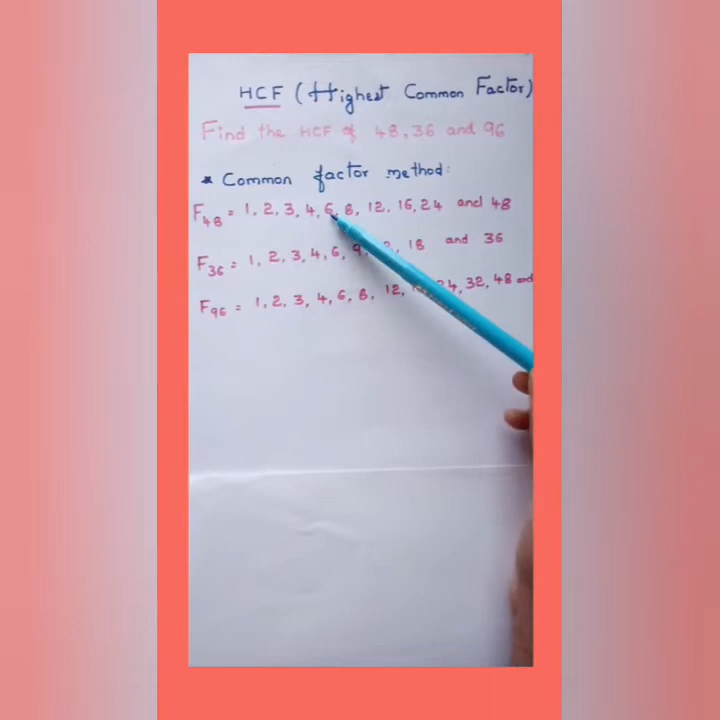 HCF (Highest Common Factor)
Find the HCF of 48, 36 and 96
* Common factor method:
F48 = 1, 2, 3, 4, 6, 8, 12, 16, 24 and 48
F36 = 1, 2, 3, 4, 6, 9, 18 and 36
F96 = 1, 2, 3, 4, 6, 8, 12, 32, 48 and